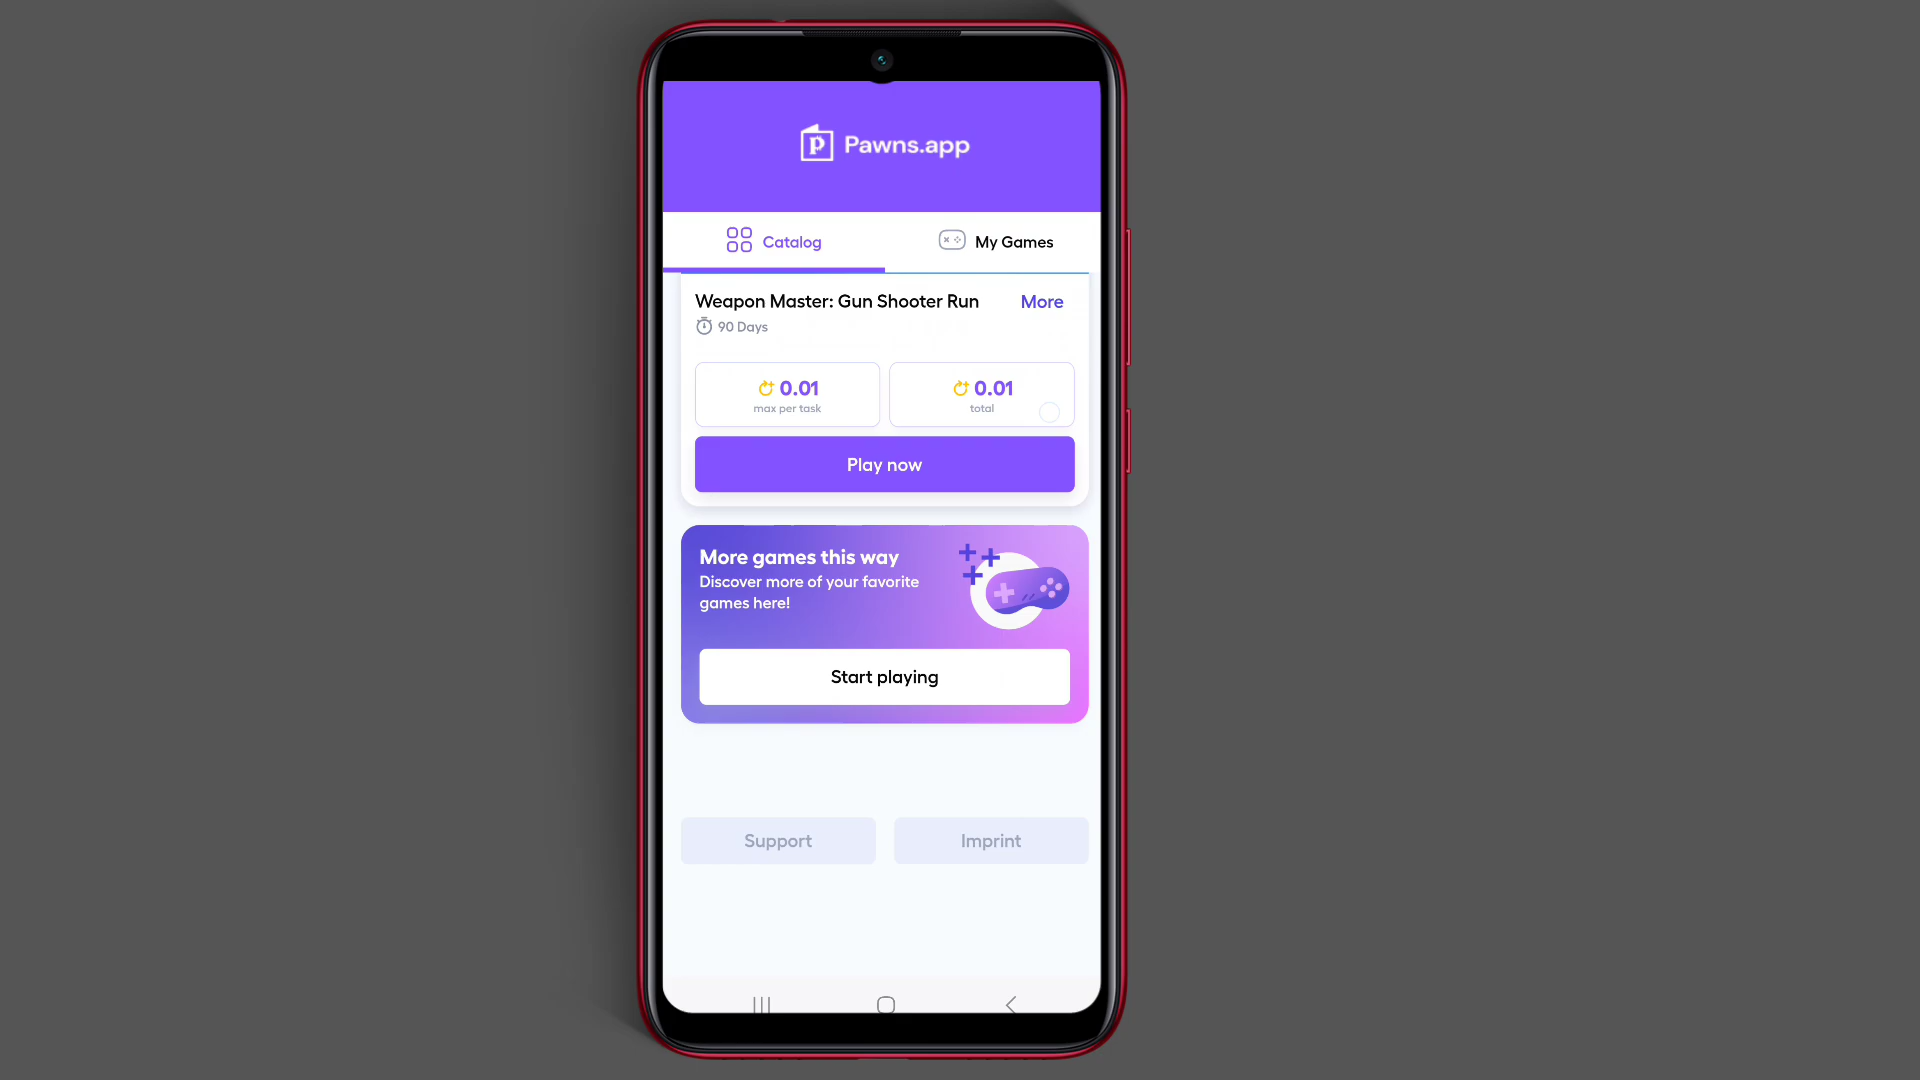 Pawns.app
Catalog
My Games
Weapon Master: Gun Shooter Run
More
90 Days
0.01
max per task
0.01
total
Play now
More games this way
Discover more of your favorite
games here!
Start playing
Support
Imprint